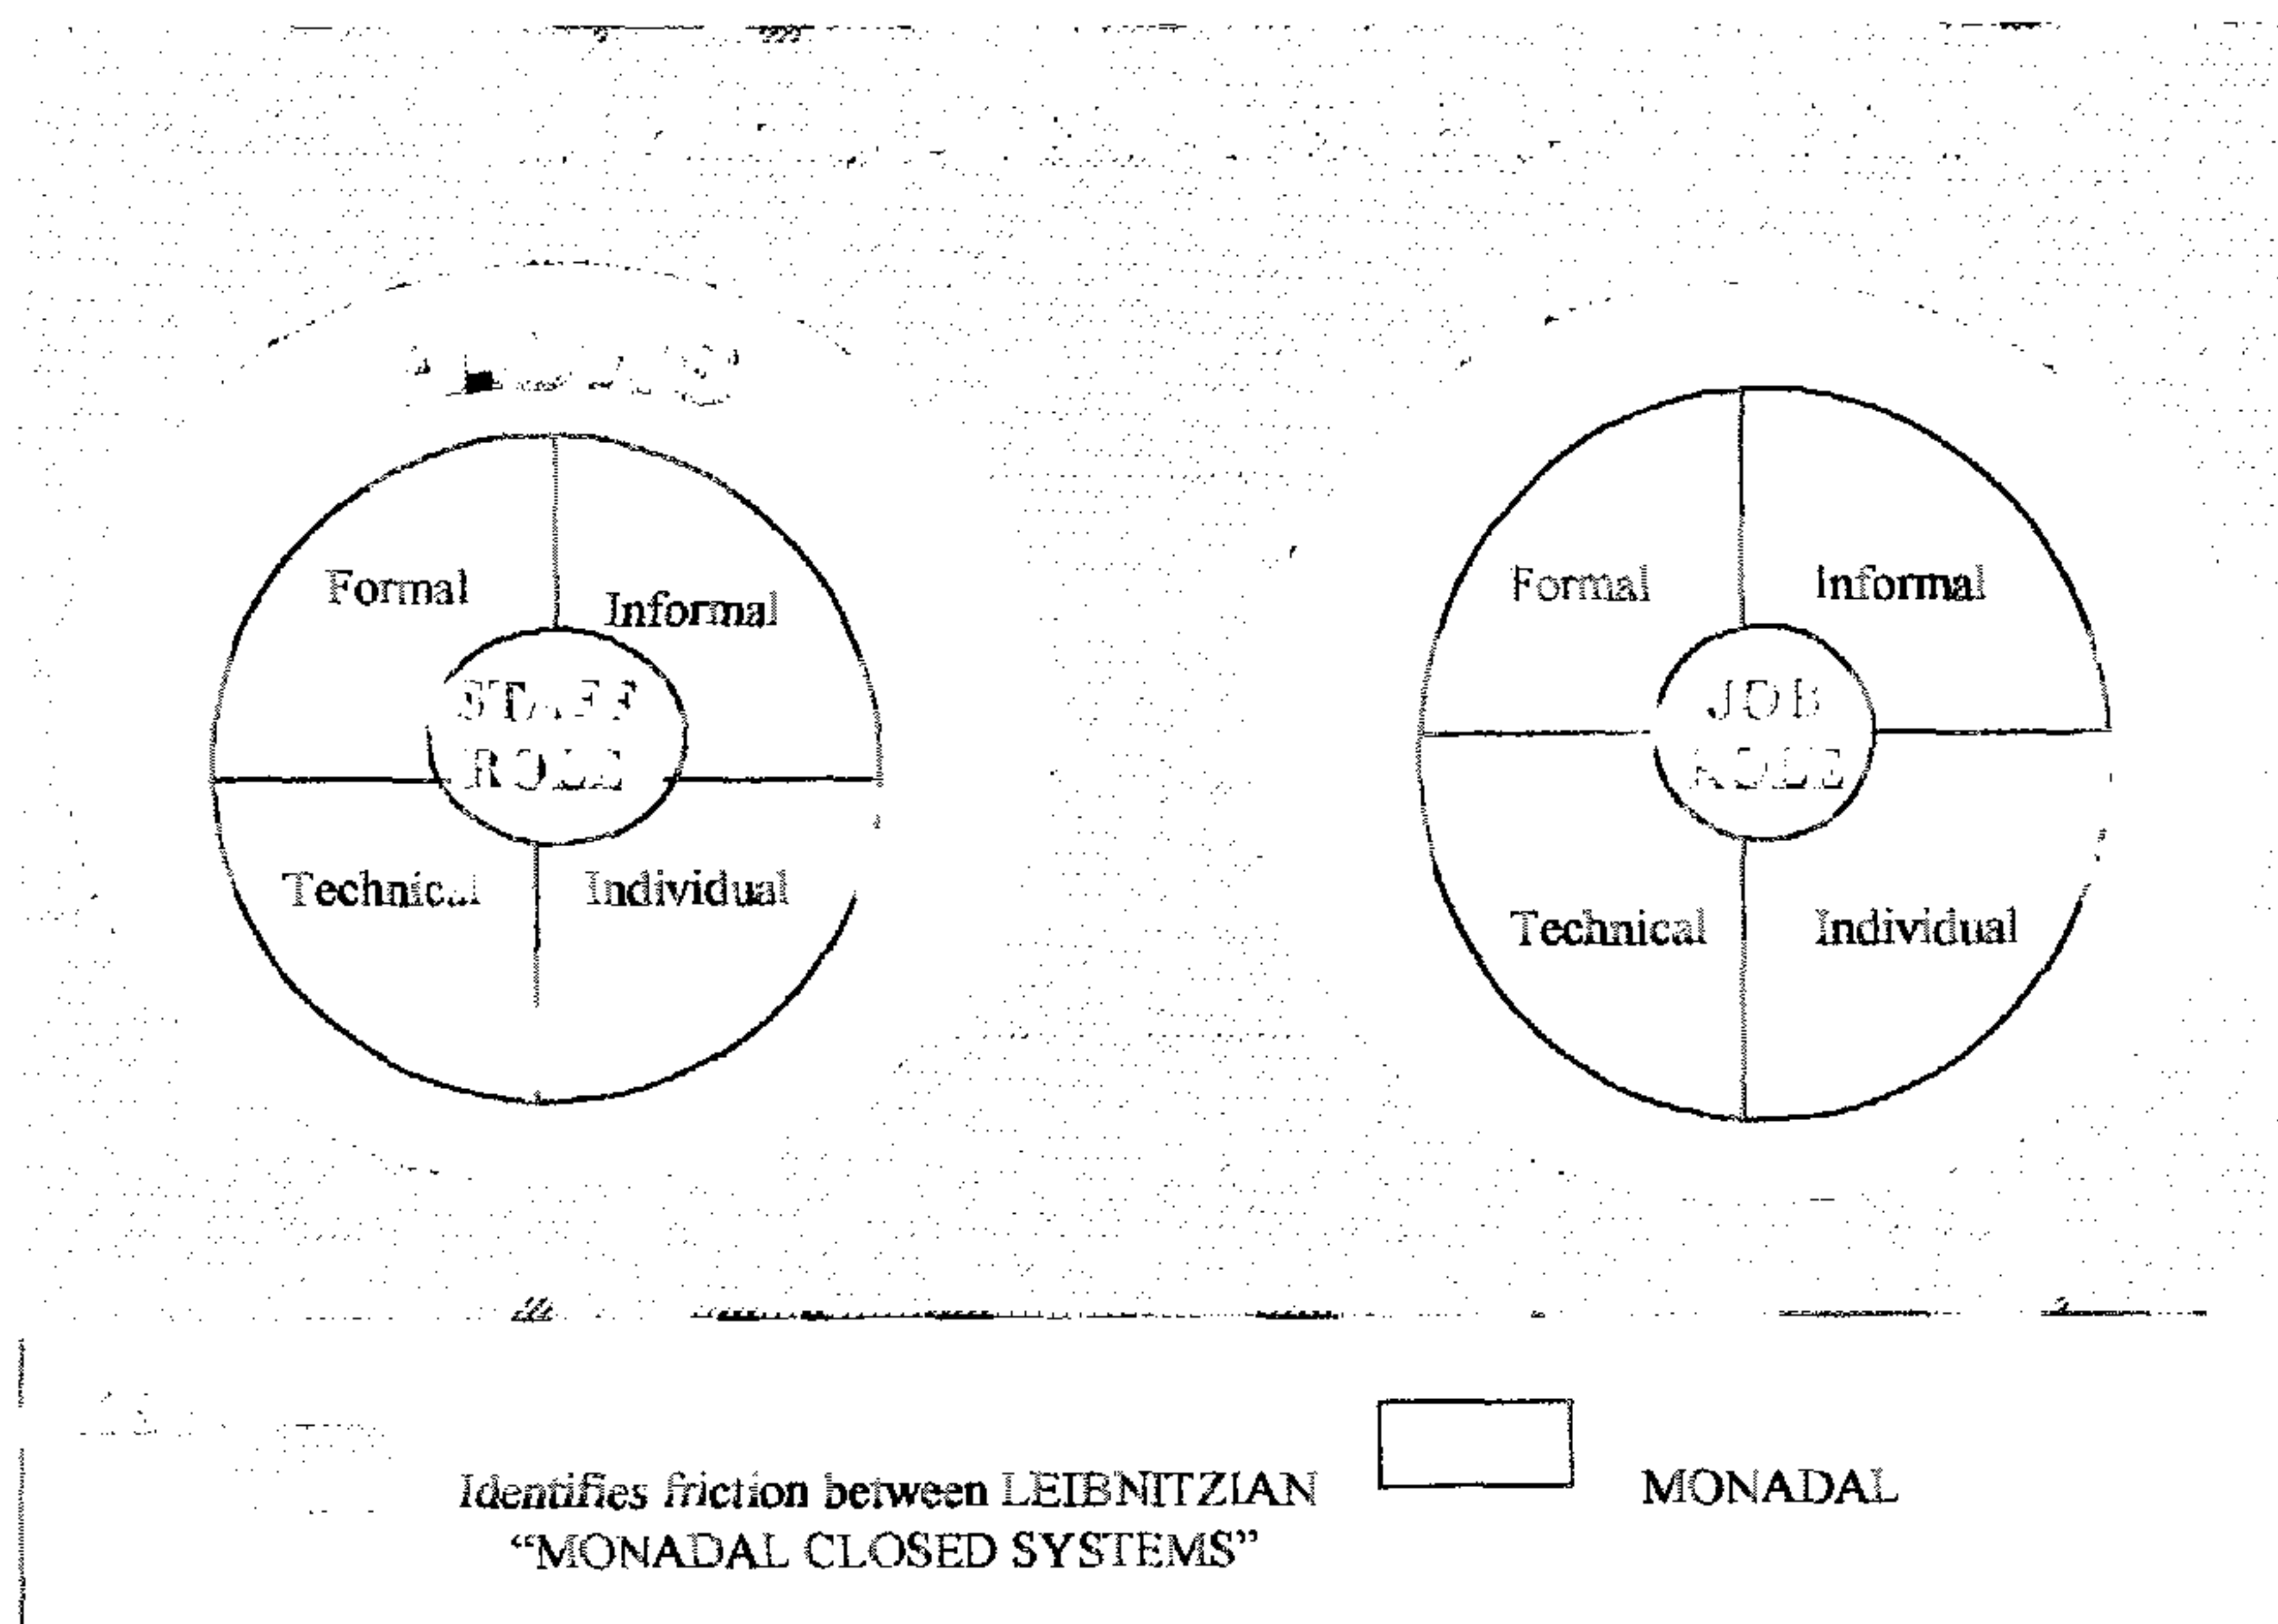 Formal
Informal
STAFF
ROLE
Technical
Individual
Formal
Informal
JOB
ROLE
Technical
Individual
Identifies friction between LEIBNITZIAN
“MONADAL CLOSED SYSTEMS”
MONADAL